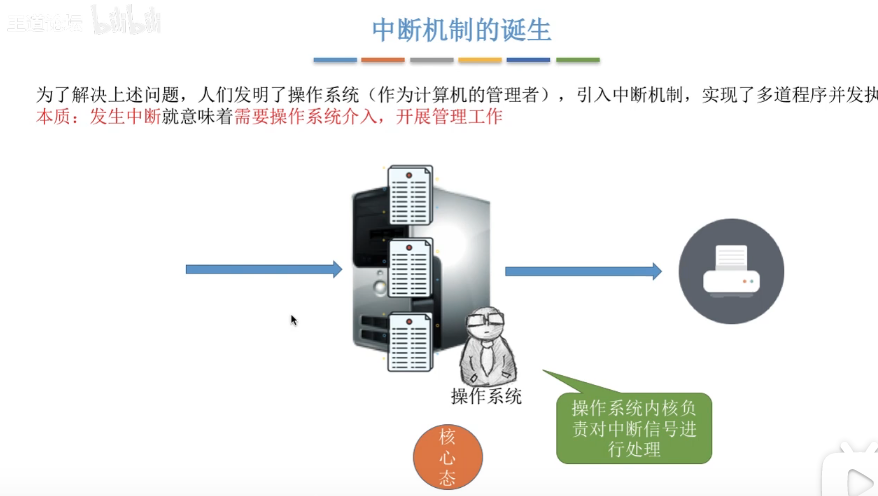 bilibili
中断机制的诞生
为了解决上述问题，人们发明了操作系统（作为计算机的管理者），引入中断机制，实现了多道程序并发执
本质：发生中断就意味着需要操作系统介入，开展管理工作
操作系统
操作系统内核负
责对中断信号进
行处理
核
心
态